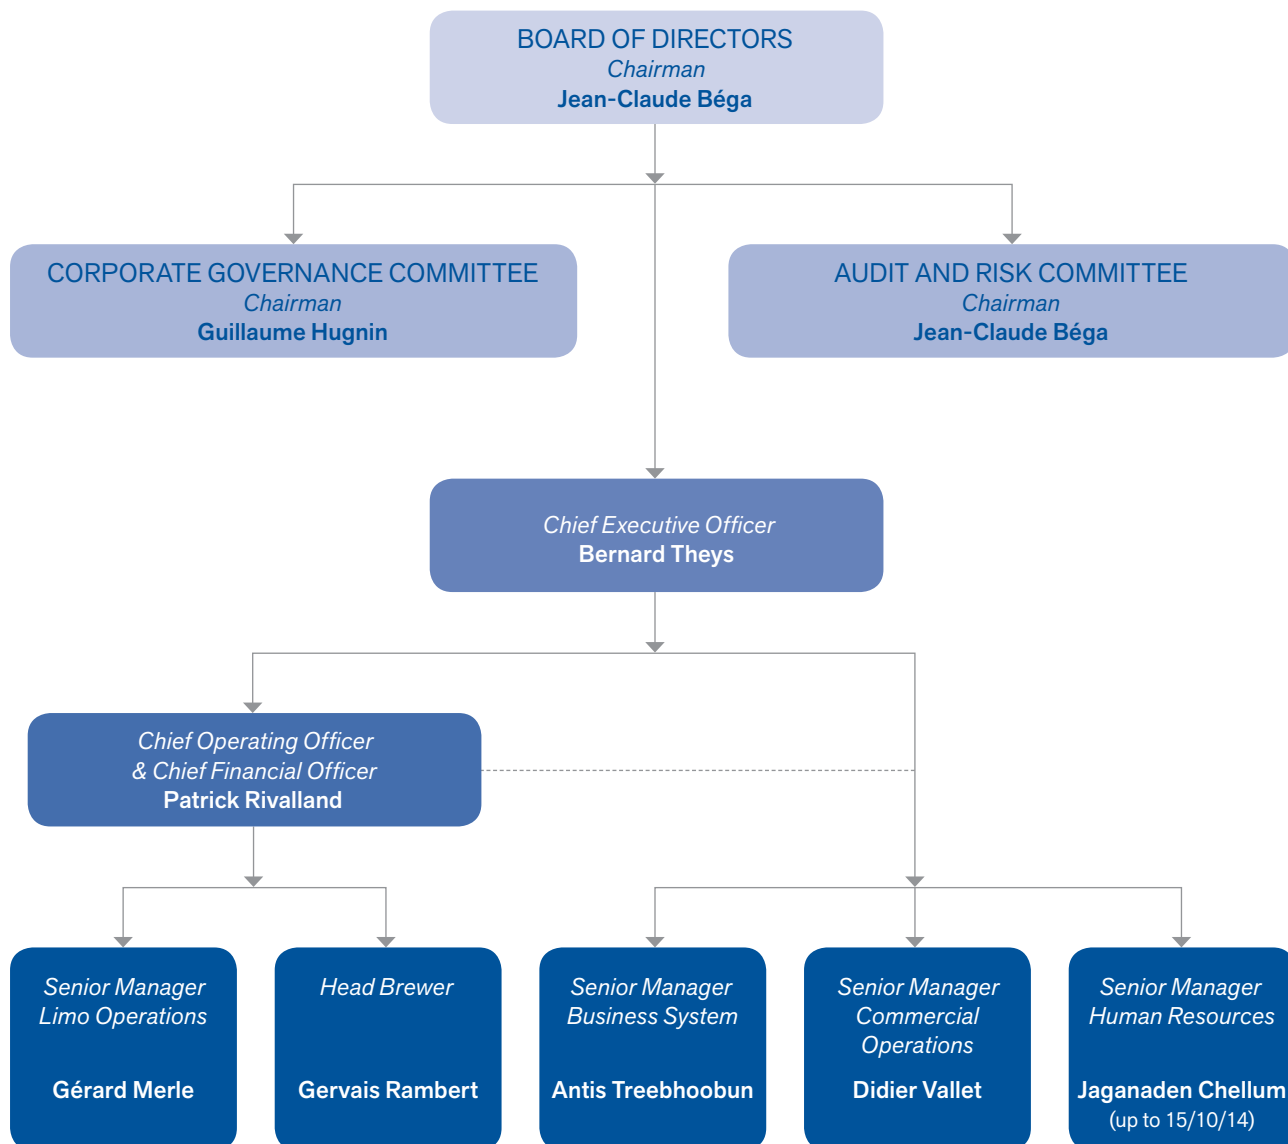 BOARD OF DIRECTORS
Chairman
Jean-Claude Béga
CORPORATE GOVERNANCE COMMITTEE
Chairman
Guillaume Hugnin
AUDIT AND RISK COMMITTEE
Chairman
Jean-Claude Béga
Chief Executive Officer
Bernard Theys
Chief Operating Officer
& Chief Financial Officer
Patrick Rivalland
Senior Manager
Limo Operations
Gérard Merle
Head Brewer
Gervais Rambert
Senior Manager
Business System
Antis Treebhoobun
Senior Manager
Commercial
Operations
Didier Vallet
Senior Manager
Human Resources
Jaganaden Chellum
(up to 15/10/14)